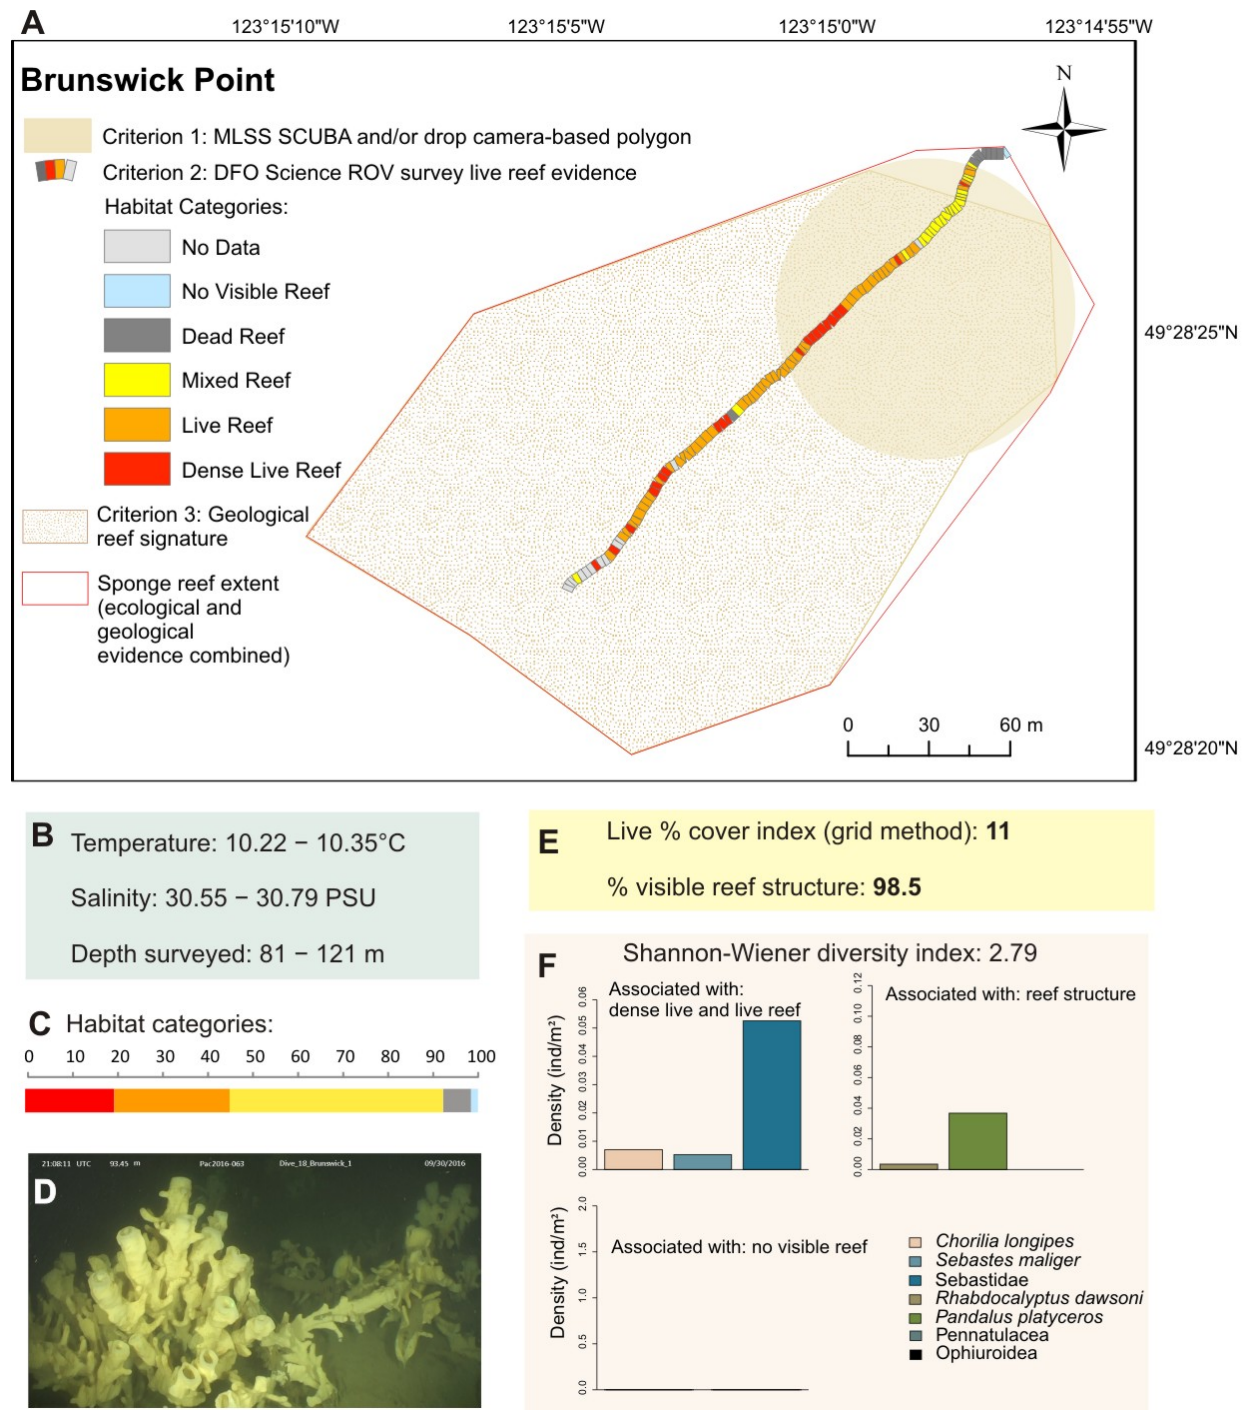 A
123°15'10"W 123°15'5"W 123°15'0"W 123°14'55"W
Brunswick Point
N
Criterion 1: MLSS SCUBA and/or drop camera-based polygon
Criterion 2: DFO Science ROV survey live reef evidence
Habitat Categories:
No Data
No Visible Reef
Dead Reef
Mixed Reef
Live Reef
Dense Live Reef
Criterion 3: Geological
reef signature
Sponge reef extent
(ecological and
geological
evidence combined)
49°28'25"N
49°28'20"N
0 30 60 m
B
Temperature: 10.22 – 10.35°C
Salinity: 30.55 – 30.79 PSU
Depth surveyed: 81 – 121 m
C Habitat categories:
0 10 20 30 40 50 60 70 80 90 100
21:08:11 UTC 93.45 m Pac2016-063 Dive_18_Brunswick_1 09/30/2016
D
E
Live % cover index (grid method): 11
% visible reef structure: 98.5
F
Shannon-Wiener diversity index: 2.79
Associated with:
dense live and live reef
Density (ind/m²)
0.00 0.01 0.02 0.03 0.04 0.05 0.06
Associated with: reef structure
0.00 0.02 0.04 0.06 0.08 0.10 0.12
Associated with: no visible reef
Density (ind/m²)
0.0 0.5 1.0 1.5 2.0
Chorilia longipes
Sebastes maliger
Sebastidae
Rhabdocalyptus dawsoni
Pandalus platyceros
Pennatulacea
Ophiuroidea